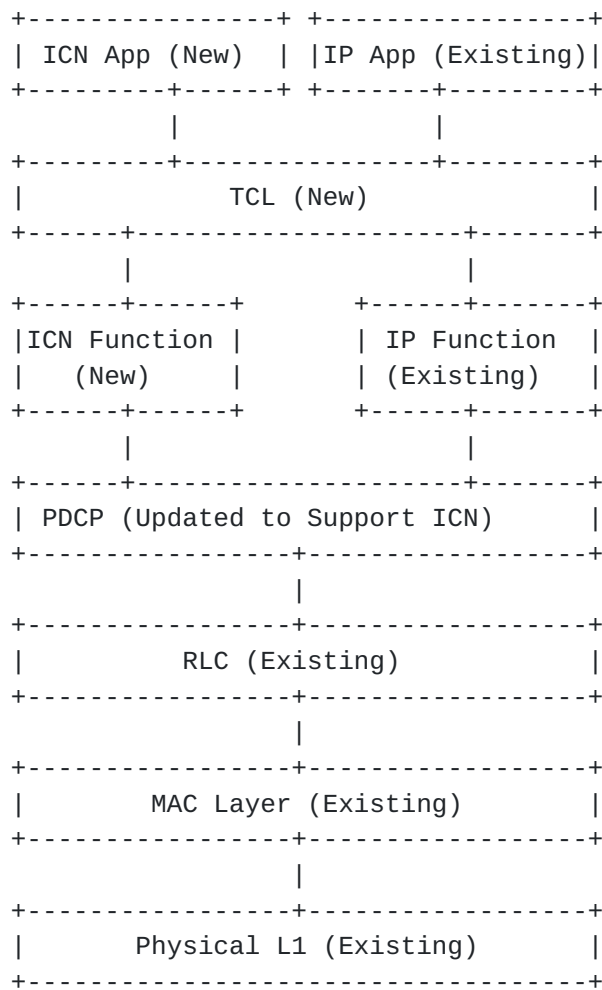 ICN App (New) IP App (Existing)
TCL (New)
ICN Function IP Function
(New) (Existing)
PDCP (Updated to Support ICN)
RLC (Existing)
MAC Layer (Existing)
Physical L1 (Existing)